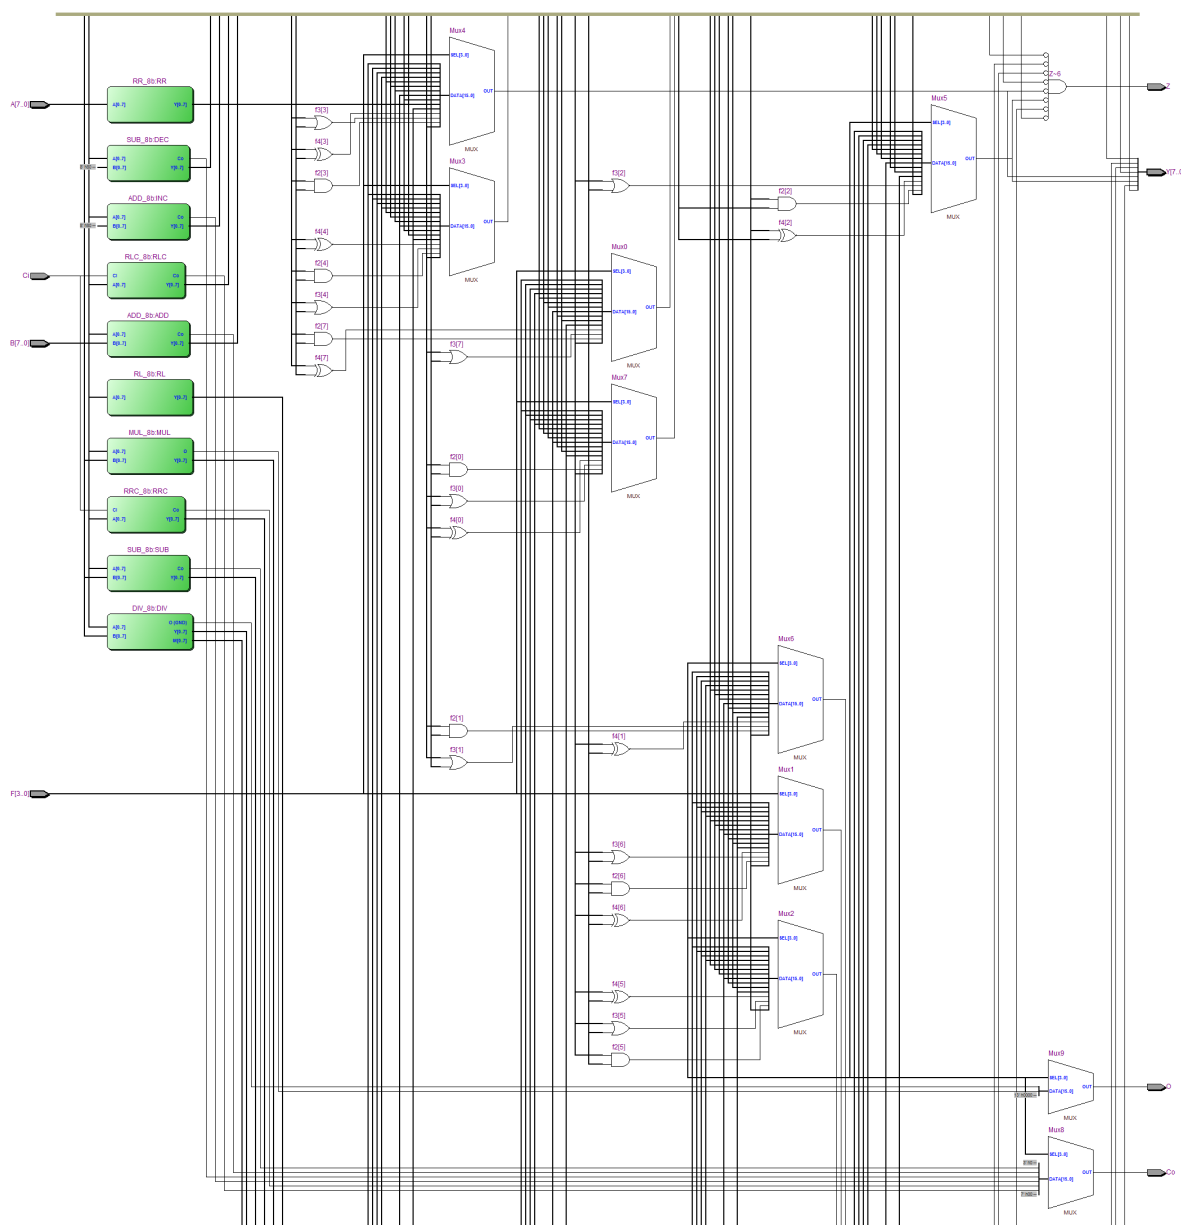 Mux4
SEL[3..0]
DATA[15..0]
OUT
MUX
Z~6
Z
RR_8b:RR
A[7..0]
A[0..7]
Y[0..7]
Mux5
SEL[3..0]
DATA[15..0]
OUT
MUX
f3[3]
SUB_8b:DEC
A[0..7]
B[0..7]
Co
Y[0..7]
f4[3]
Mux3
SEL[3..0]
DATA[15..0]
OUT
MUX
f2[3]
f3[2]
f2[2]
f4[2]
ADD_8b:INC
A[0..7]
B[0..7]
Co
Y[0..7]
f4[4]
Mux0
SEL[3..0]
DATA[15..0]
OUT
MUX
RLC_8b:RLC
Ci
Ci
A[0..7]
Co
Y[0..7]
f2[4]
f3[4]
ADD_8b:ADD
B[7..0]
A[0..7]
B[0..7]
Co
Y[0..7]
f2[7]
f3[7]
f4[7]
RL_8b:RL
A[0..7]
Y[0..7]
Mux7
SEL[3..0]
DATA[15..0]
OUT
MUX
MUL_8b:MUL
A[0..7]
B[0..7]
O
Y[0..7]
f2[0]
f3[0]
f4[0]
RRC_8b:RRC
Ci
A[0..7]
Co
Y[0..7]
SUB_8b:SUB
A[0..7]
B[0..7]
Co
Y[0..7]
DIV_8b:DIV
A[0..7]
B[0..7]
O (GND)
Y[0..7]
M[0..7]
Mux6
SEL[3..0]
DATA[15..0]
OUT
MUX
f2[1]
f4[1]
f3[1]
F[3..0]
Mux1
SEL[3..0]
DATA[15..0]
OUT
MUX
f3[6]
f2[6]
f4[6]
Mux2
SEL[3..0]
DATA[15..0]
OUT
MUX
f4[5]
f3[5]
f2[5]
Mux9
SEL[3..0]
DATA[15..0]
OUT
MUX
O
Mux8
SEL[3..0]
DATA[15..0]
OUT
MUX
Co